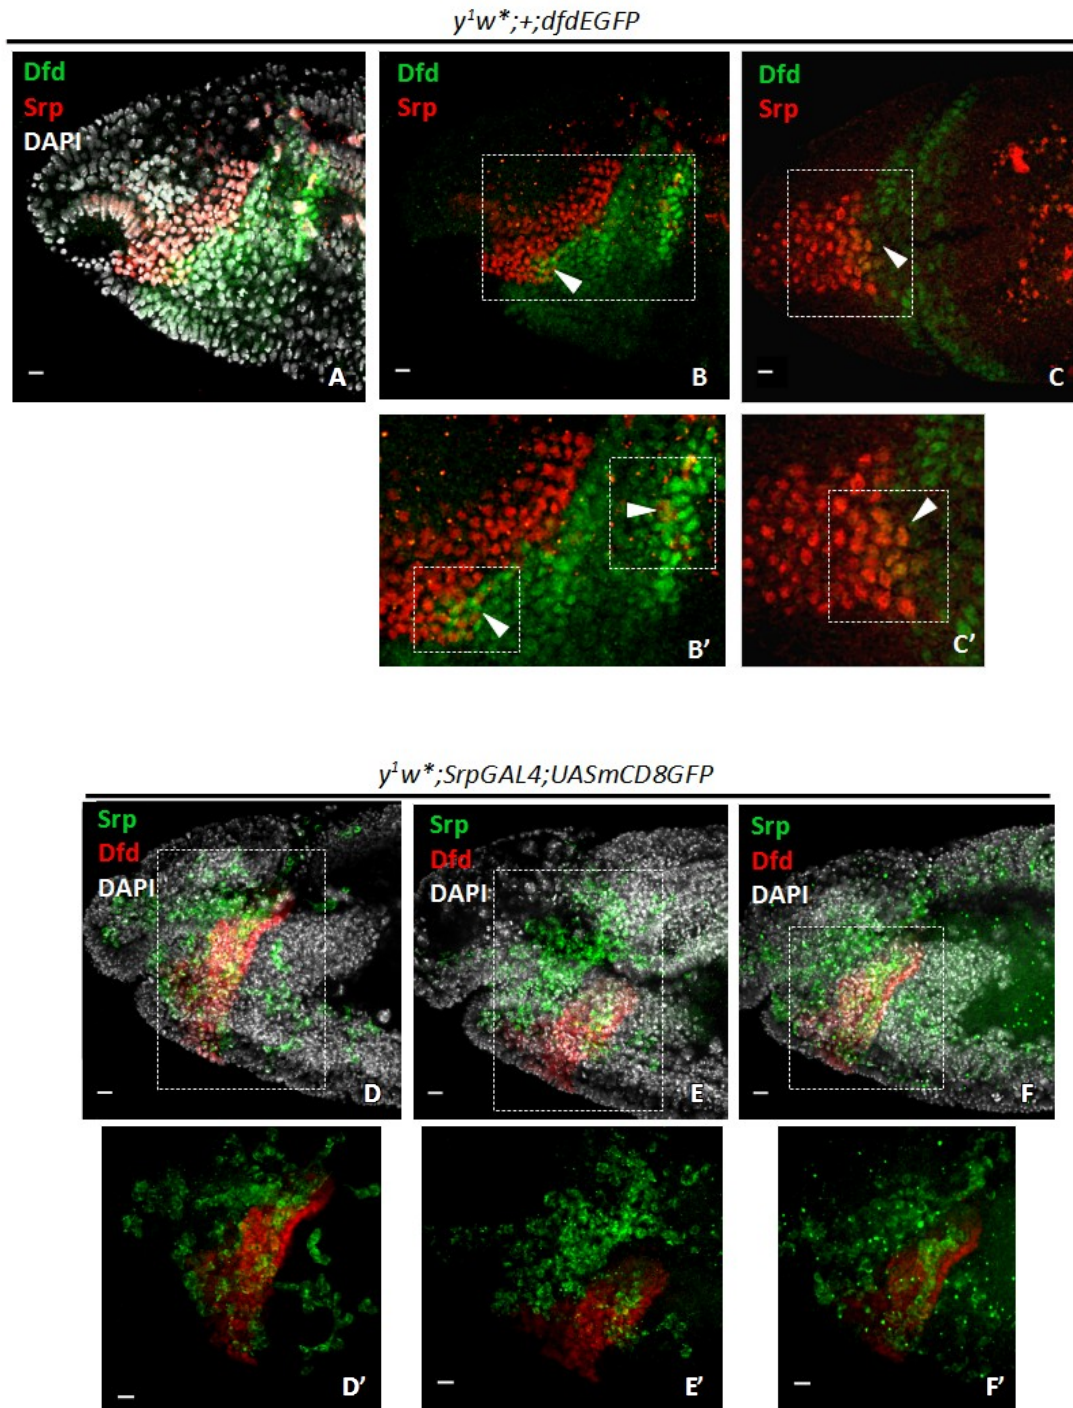 y¹w*;+;dfdEGFP
Dfd
Srp
DAPI
A
Dfd
Srp
B
Dfd
Srp
C
B’
C’
y¹w*;SrpGAL4;UASmCD8GFP
Srp
Dfd
DAPI
D
Srp
Dfd
DAPI
E
Srp
Dfd
DAPI
F
D’
E’
F’